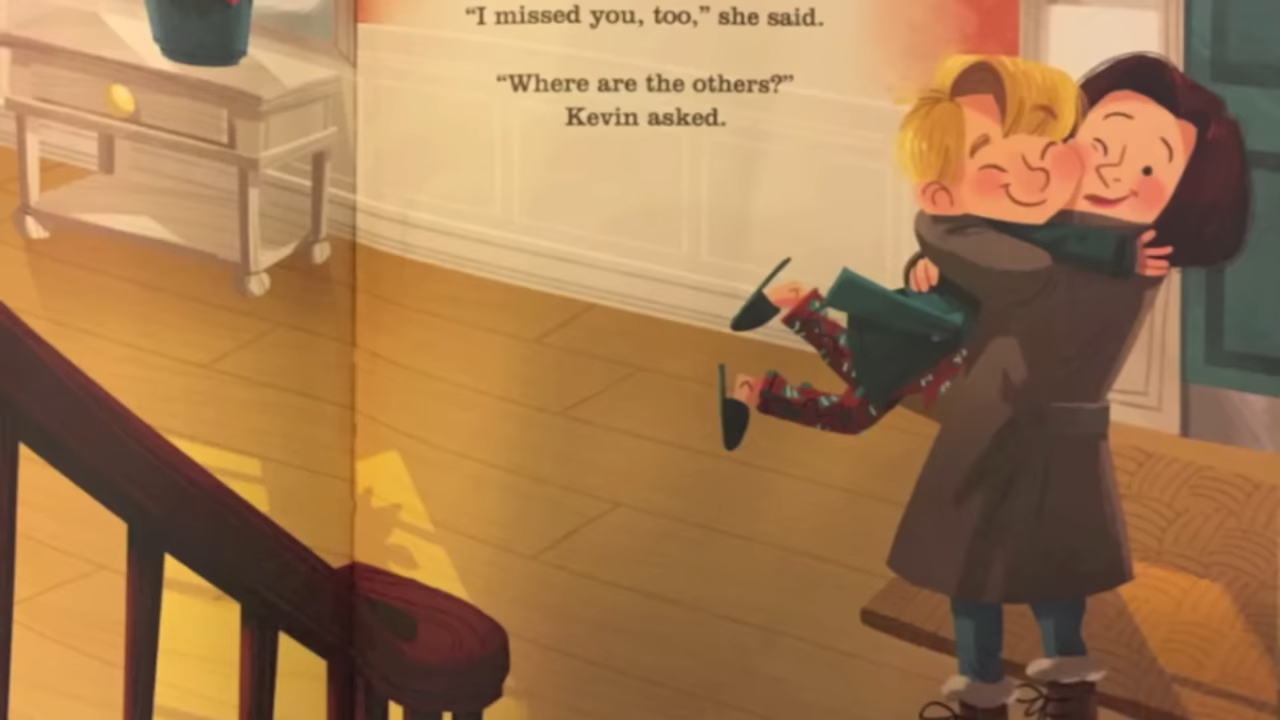 “I missed you, too,” she said.
“Where are the others?”
Kevin asked.